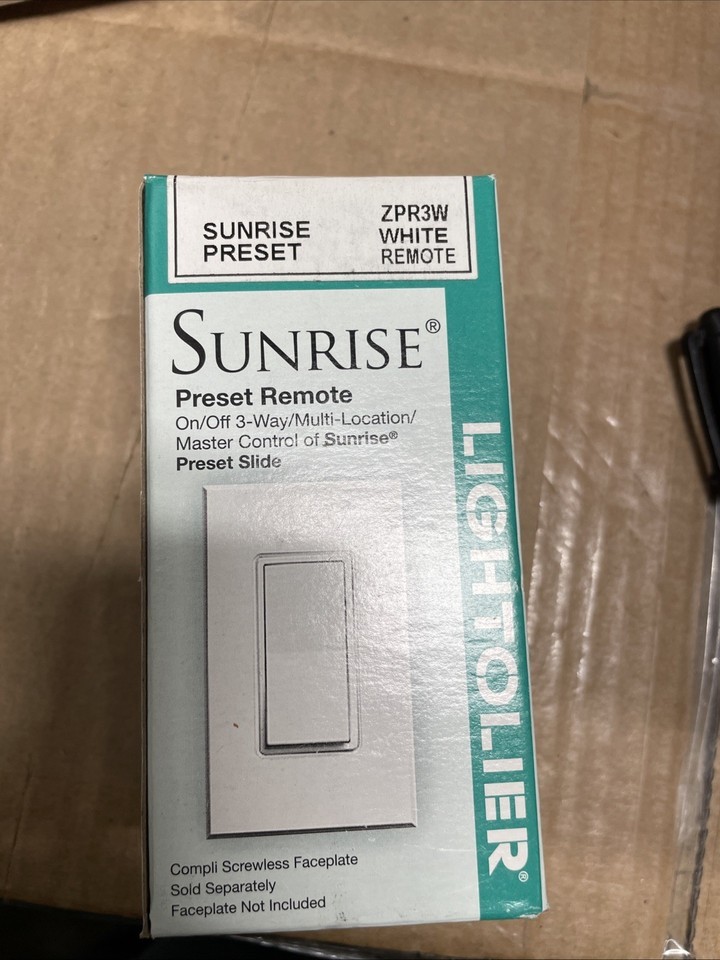 SUNRISE
PRESET
ZPR3W
WHITE
REMOTE
SUNRISE®
Preset Remote
On/Off 3-Way/Multi-Location/
Master Control of Sunrise®
Preset Slide
LIGHTOLIER®
Compli Screwless Faceplate
Sold Separately
Faceplate Not Included